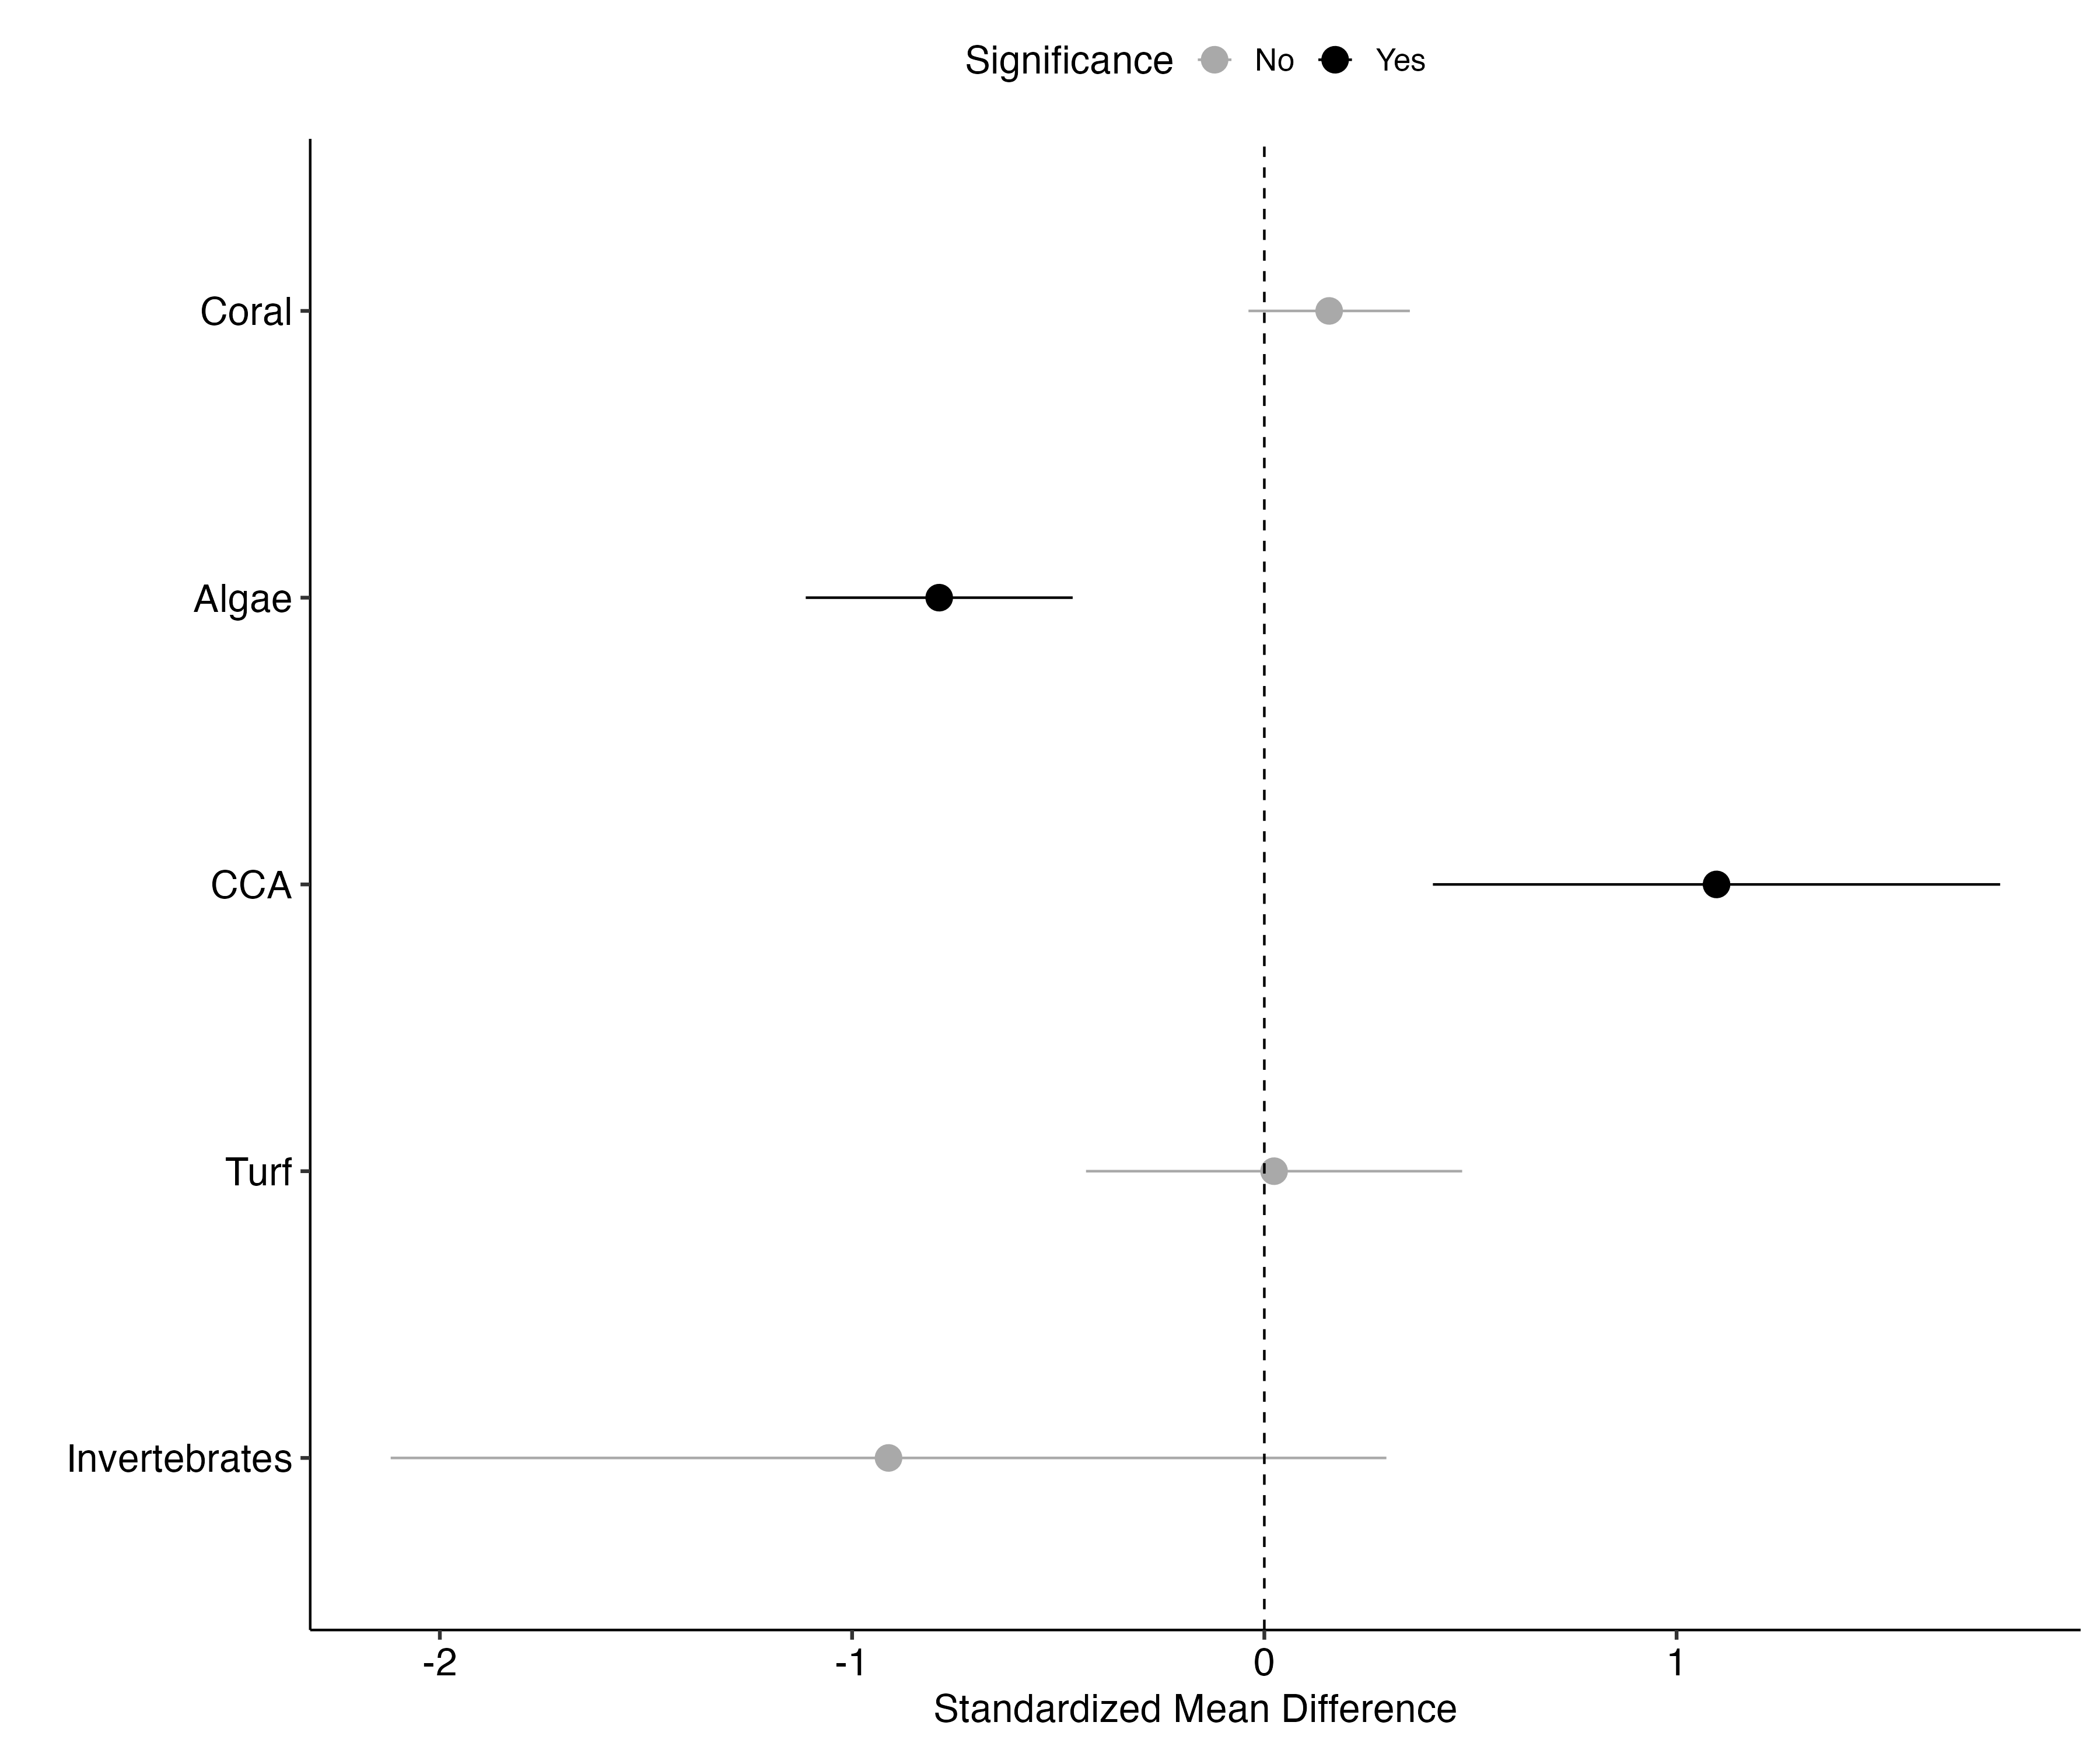 Significance No Yes
Coral
Algae
CCA
Turf
Invertebrates
-2 -1 0 1
Standardized Mean Difference